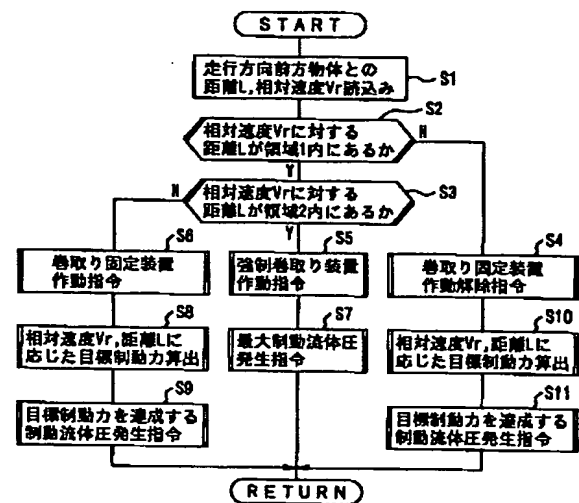 START
走行方向前方物体との
距離L,相対速度Vr読込み
S1
S2
相対速度Vrに対する
距離Lが領域1内にあるか
N
Y
S3
N
相対速度Vrに対する
距離Lが領域2内にあるか
Y
S6
巻取り固定装置
作動指令
S5
強制巻取り装置
作動指令
S4
巻取り固定装置
作動解除指令
S8
相対速度Vr,距離Lに
応じた目標制動力算出
S7
最大制動流体圧
発生指令
S10
相対速度Vr,距離Lに
応じた目標制動力算出
S9
目標制動力を達成する
制動流体圧発生指令
S11
目標制動力を達成する
制動流体圧発生指令
RETURN